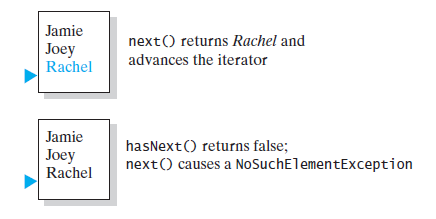 Jamie
Joey
Rachel
next() returns Rachel and
advances the iterator
Jamie
Joey
Rachel
hasNext() returns false;
next() causes a NoSuchElementException